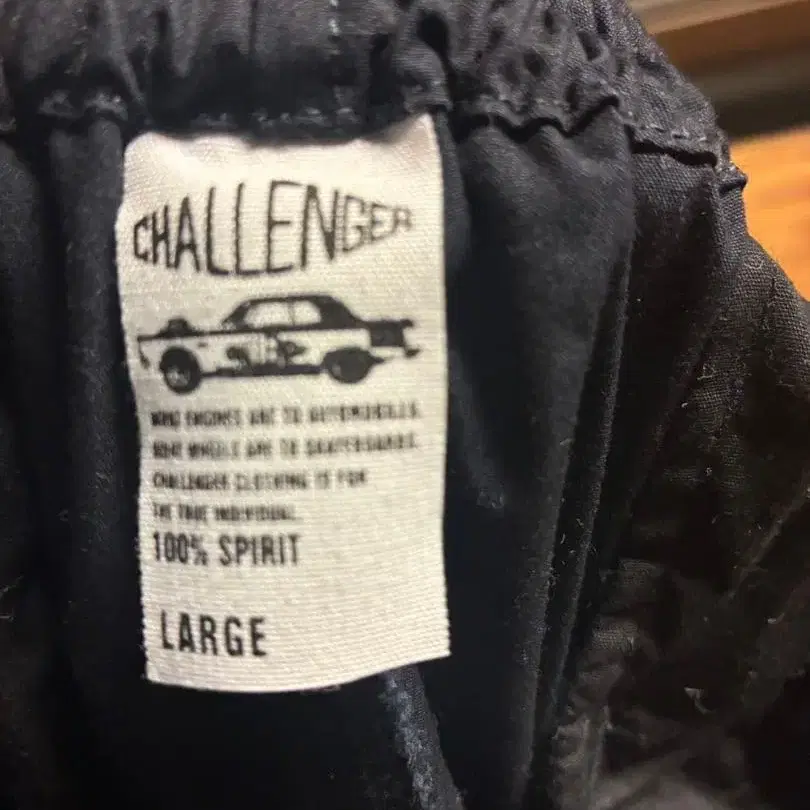 CHALLENGER
WHAT ENGINES ARE TO AUTOMOBILES.
WHAT WHEELS ARE TO SKATEBOARDS.
CHALLENGER CLOTHING IS FOR
THE TRUE INDIVIDUAL.
100% SPIRIT
LARGE